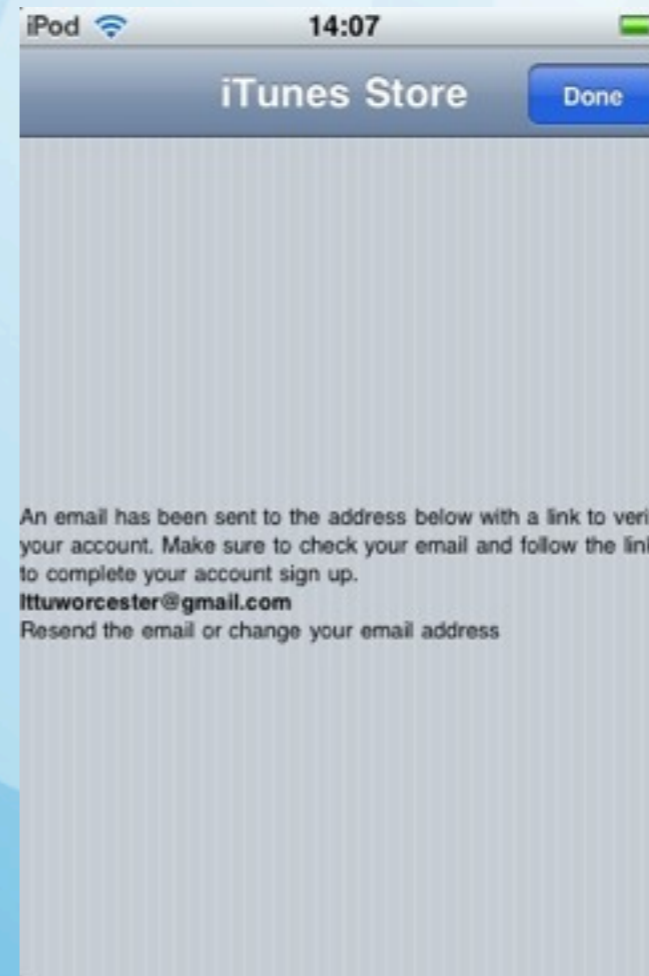 iPod 14:07
iTunes Store Done
An email has been sent to the address below with a link to veri
your account. Make sure to check your email and follow the lin
to complete your account sign up.
lttuworcester@gmail.com
Resend the email or change your email address